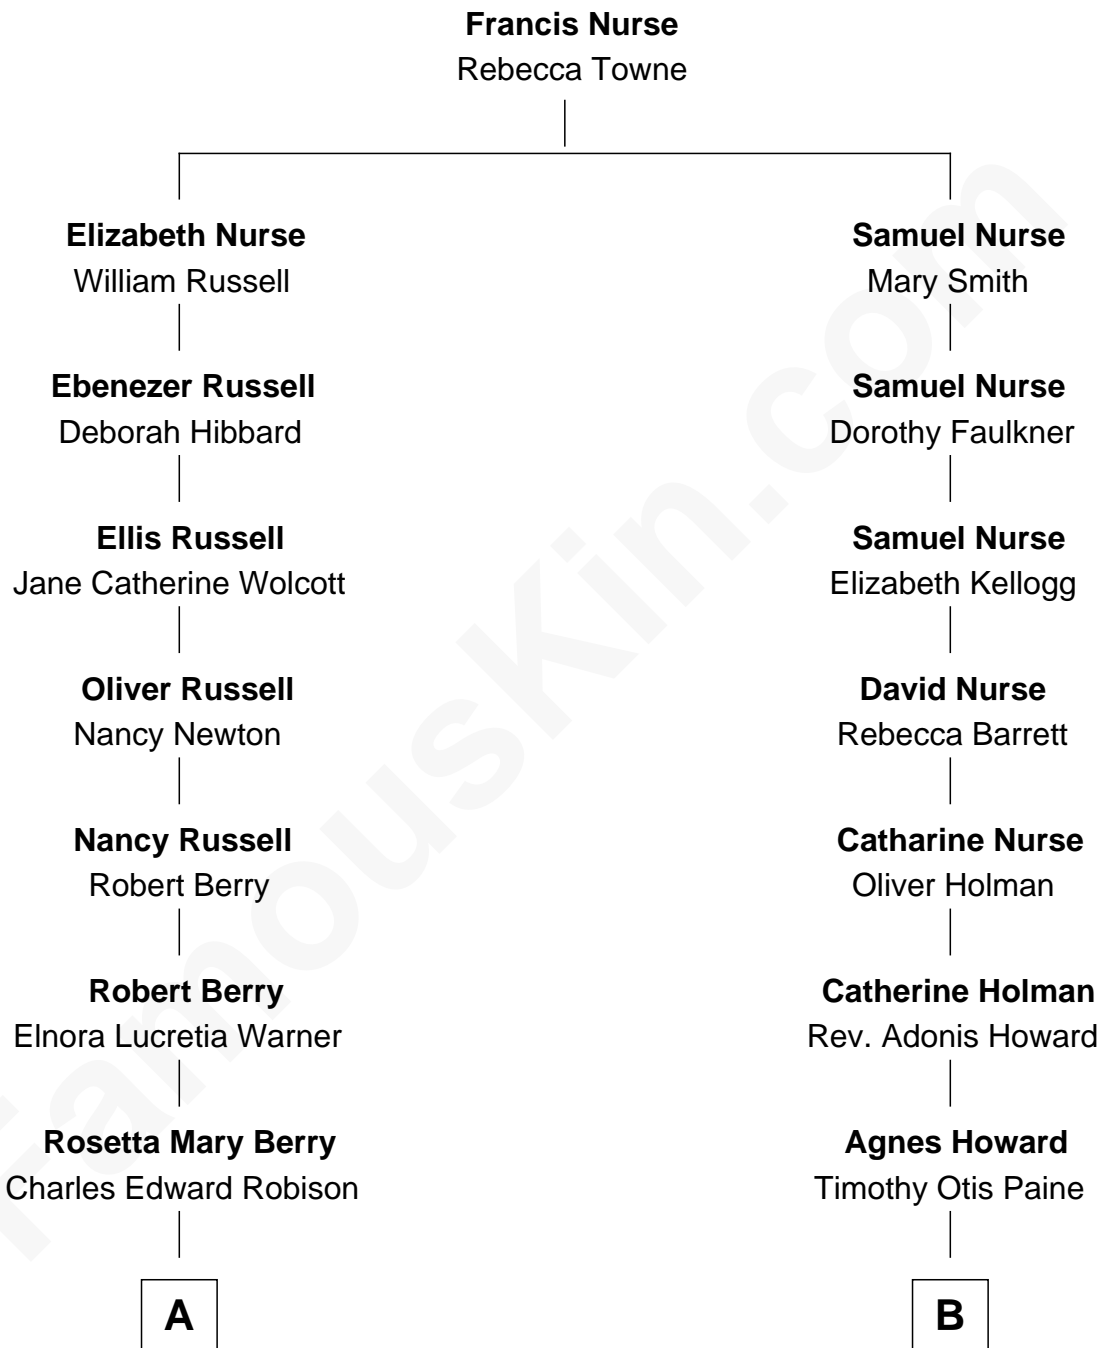 Francis Nurse
Rebecca Towne
Elizabeth Nurse
William Russell
Samuel Nurse
Mary Smith
Ebenezer Russell
Deborah Hibbard
Samuel Nurse
Dorothy Faulkner
Ellis Russell
Jane Catherine Wolcott
Samuel Nurse
Elizabeth Kellogg
Oliver Russell
Nancy Newton
David Nurse
Rebecca Barrett
Nancy Russell
Robert Berry
Catharine Nurse
Oliver Holman
Robert Berry
Elnora Lucretia Warner
Catherine Holman
Rev. Adonis Howard
Rosetta Mary Berry
Charles Edward Robison
Agnes Howard
Timothy Otis Paine
A
B
FamousKin.com